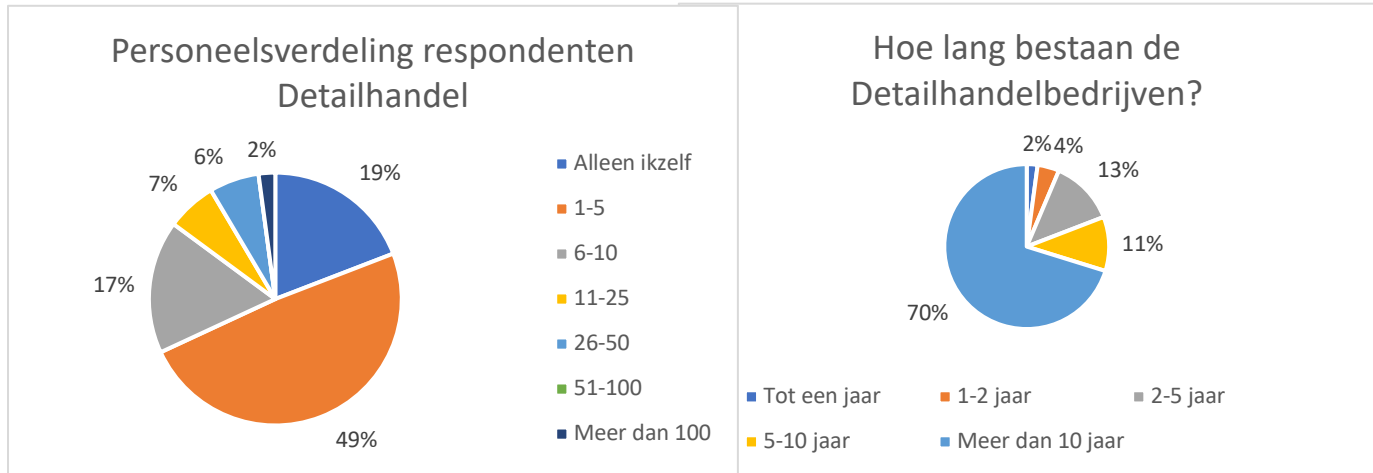 Personeelsverdeling respondenten
Detailhandel
19%
49%
17%
7%
6%
2%
Alleen ikzelf
1-5
6-10
11-25
26-50
51-100
Meer dan 100
Hoe lang bestaan de
Detailhandelbedrijven?
2%
4%
13%
11%
70%
Tot een jaar
1-2 jaar
2-5 jaar
5-10 jaar
Meer dan 10 jaar